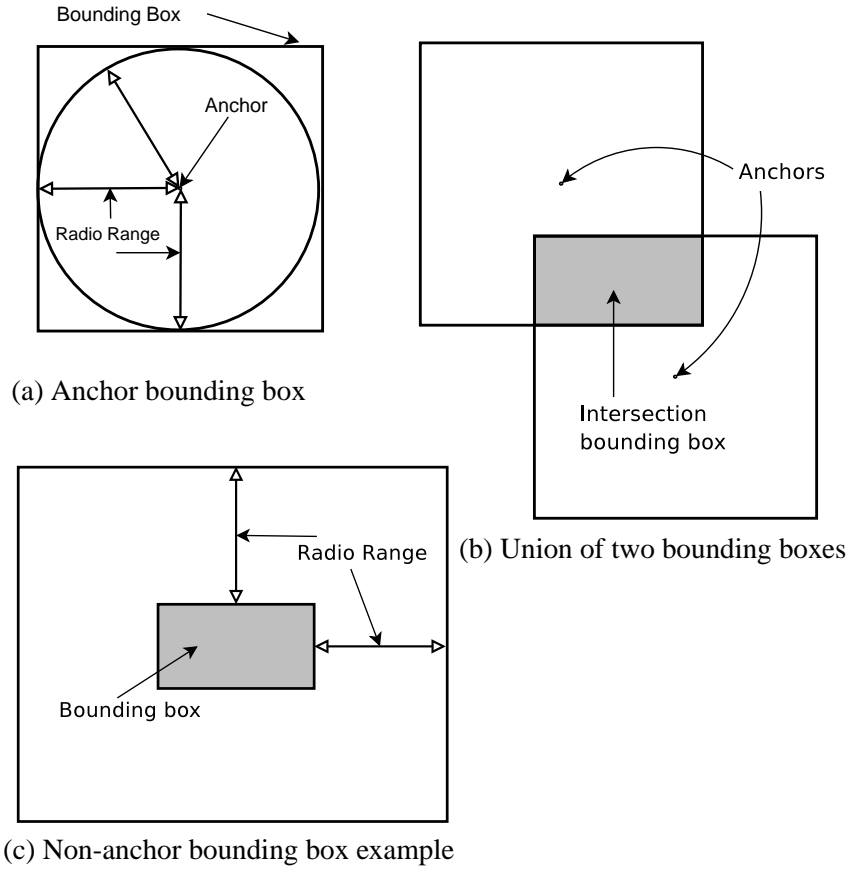 Bounding Box
Anchor
Radio Range
(a) Anchor bounding box
Anchors
Intersection
bounding box
(b) Union of two bounding boxes
Radio Range
Bounding box
(c) Non-anchor bounding box example